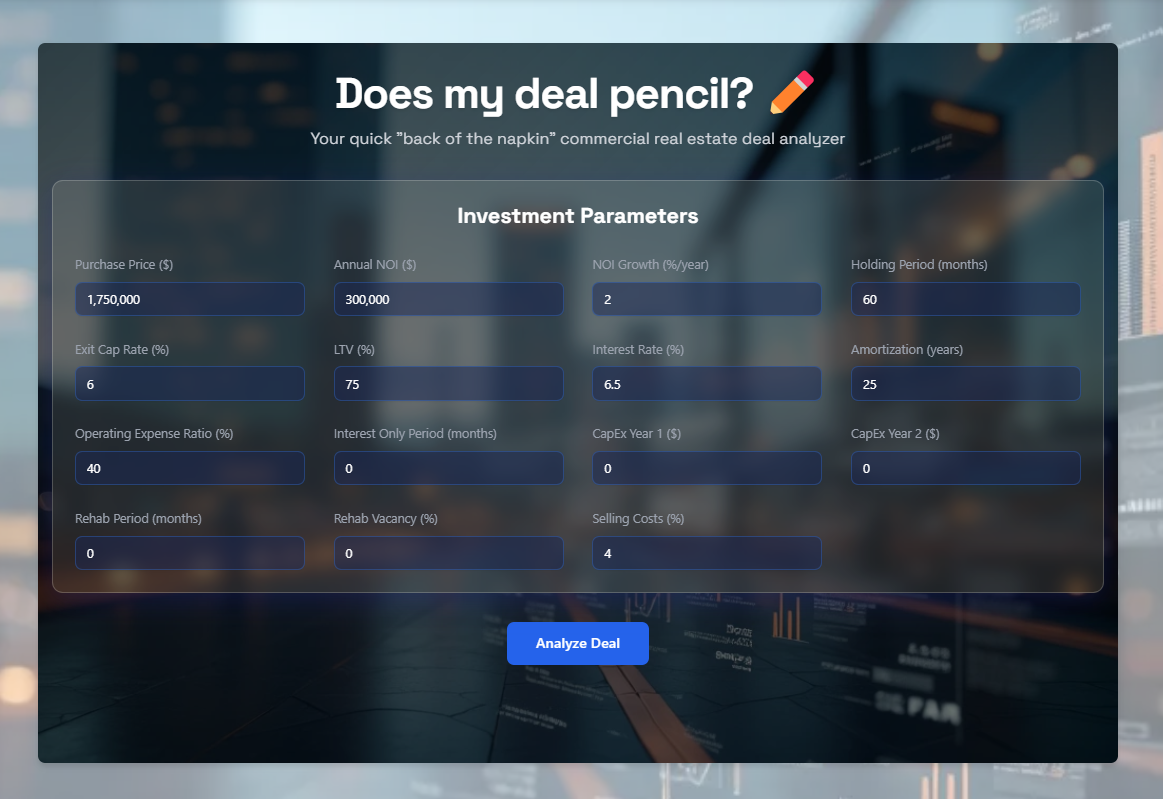 Does my deal pencil?
Your quick "back of the napkin" commercial real estate deal analyzer
Investment Parameters
Purchase Price ($) Annual NOI ($) NOI Growth (%/year) Holding Period (months)
1,750,000 300,000 2 60
Exit Cap Rate (%) LTV (%) Interest Rate (%) Amortization (years)
6 75 6.5 25
Operating Expense Ratio (%) Interest Only Period (months) CapEx Year 1 ($) CapEx Year 2 ($)
40 0 0 0
Rehab Period (months) Rehab Vacancy (%) Selling Costs (%)
0 0 4
Analyze Deal